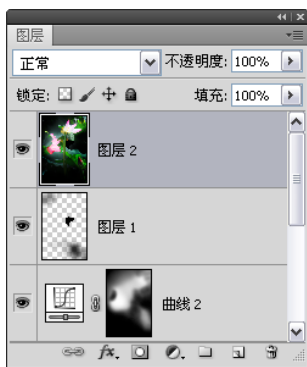 图层
正常 不透明度: 100%
锁定: 填充: 100%
图层 2
图层 1
曲线 2
fx.